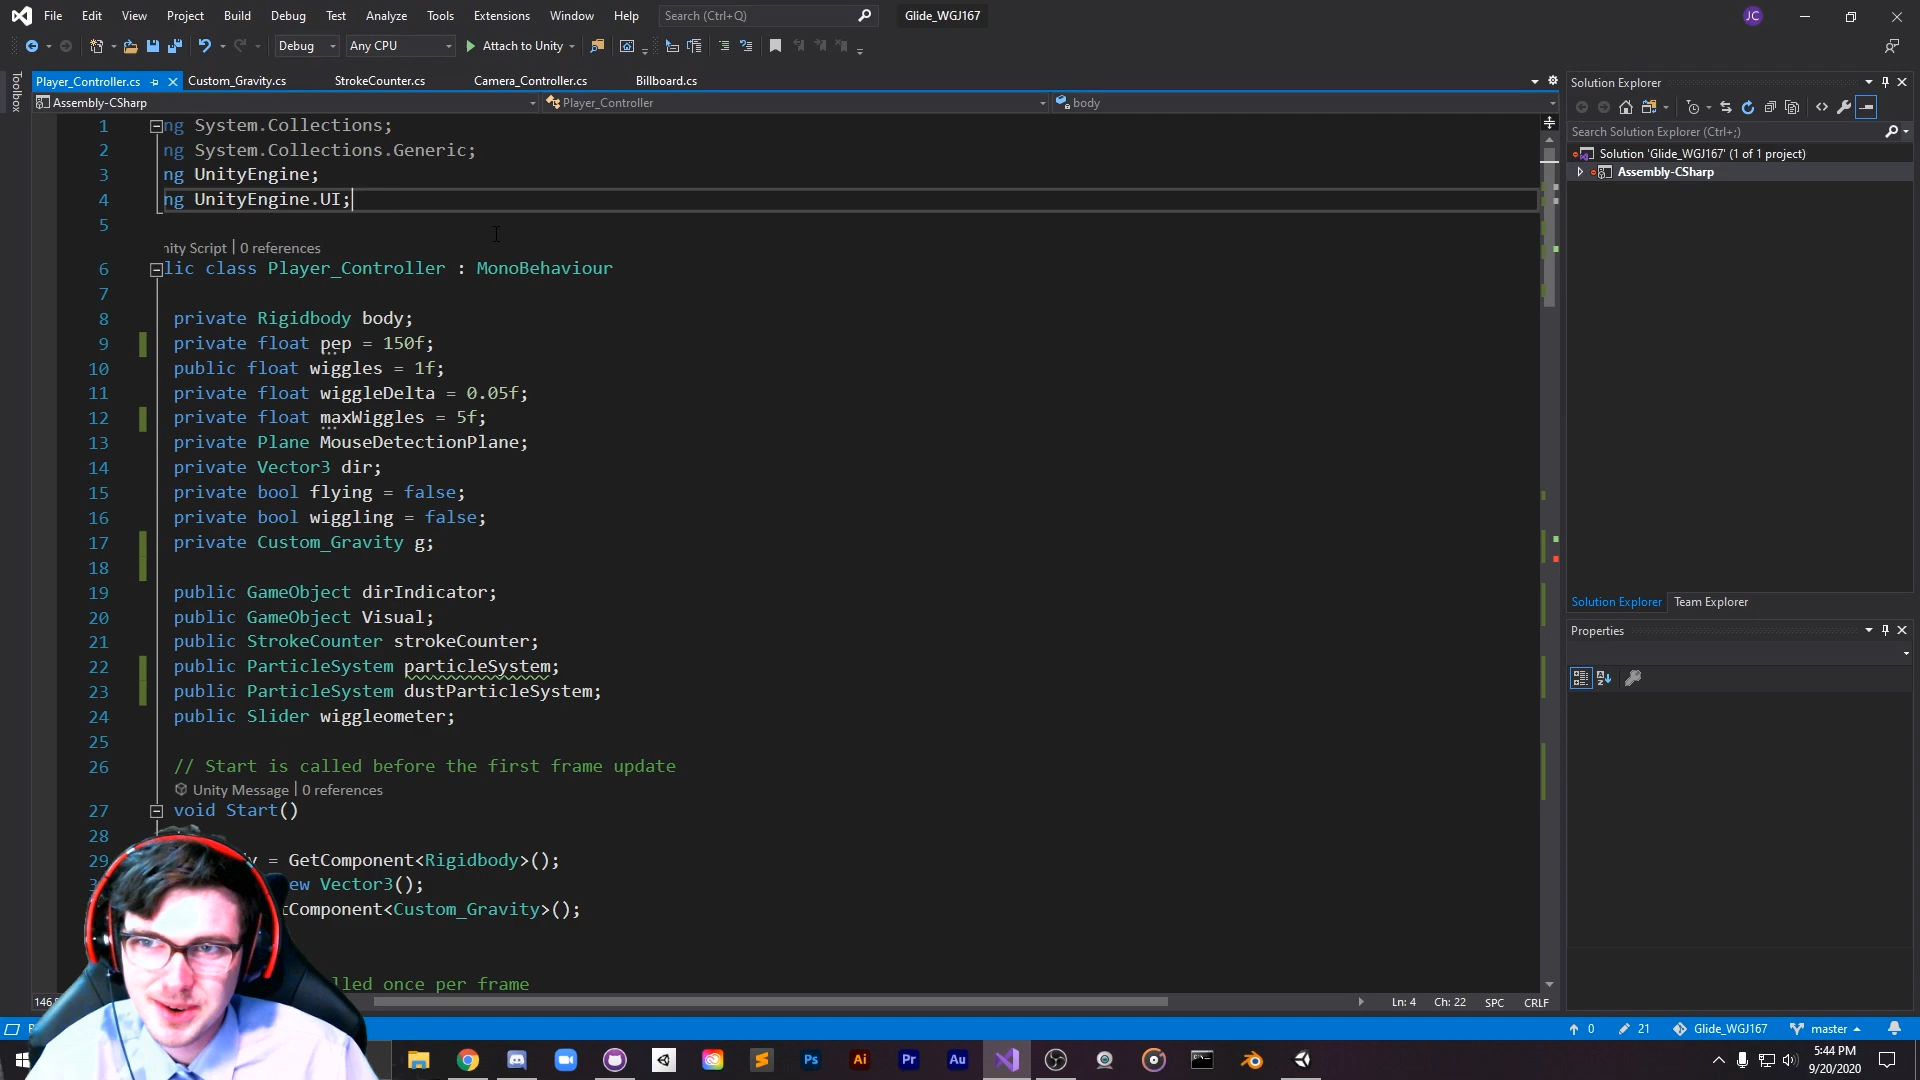 File Edit View Project Build Debug Test Analyze Tools Extensions Window Help Search (Ctrl+Q) Glide_WGJ167 JC
Debug Any CPU Attach to Unity
Toolbox
Player_Controller.cs Custom_Gravity.cs StrokeCounter.cs Camera_Controller.cs Billboard.cs
Assembly-CSharp Player_Controller body
1 ng System.Collections;
2 ng System.Collections.Generic;
3 ng UnityEngine;
4 ng UnityEngine.UI;
5
nity Script | 0 references
6 lic class Player_Controller : MonoBehaviour
7
8 private Rigidbody body;
9 private float pep = 150f;
10 public float wiggles = 1f;
11 private float wiggleDelta = 0.05f;
12 private float maxWiggles = 5f;
13 private Plane MouseDetectionPlane;
14 private Vector3 dir;
15 private bool flying = false;
16 private bool wiggling = false;
17 private Custom_Gravity g;
18
19 public GameObject dirIndicator;
20 public GameObject Visual;
21 public StrokeCounter strokeCounter;
22 public ParticleSystem particleSystem;
23 public ParticleSystem dustParticleSystem;
24 public Slider wiggleometer;
25
26 // Start is called before the first frame update
Unity Message | 0 references
27 void Start()
28
29 = GetComponent<Rigidbody>();
ew Vector3();
tComponent<Custom_Gravity>();
lled once per frame
146
Ln: 4 Ch: 22 SPC CRLF
Solution Explorer
Search Solution Explorer (Ctrl+;)
Solution 'Glide_WGJ167' (1 of 1 project)
Assembly-CSharp
Solution Explorer Team Explorer
Properties
0 21 Glide_WGJ167 master
Ps Ai Pr Au
5:44 PM
9/20/2020